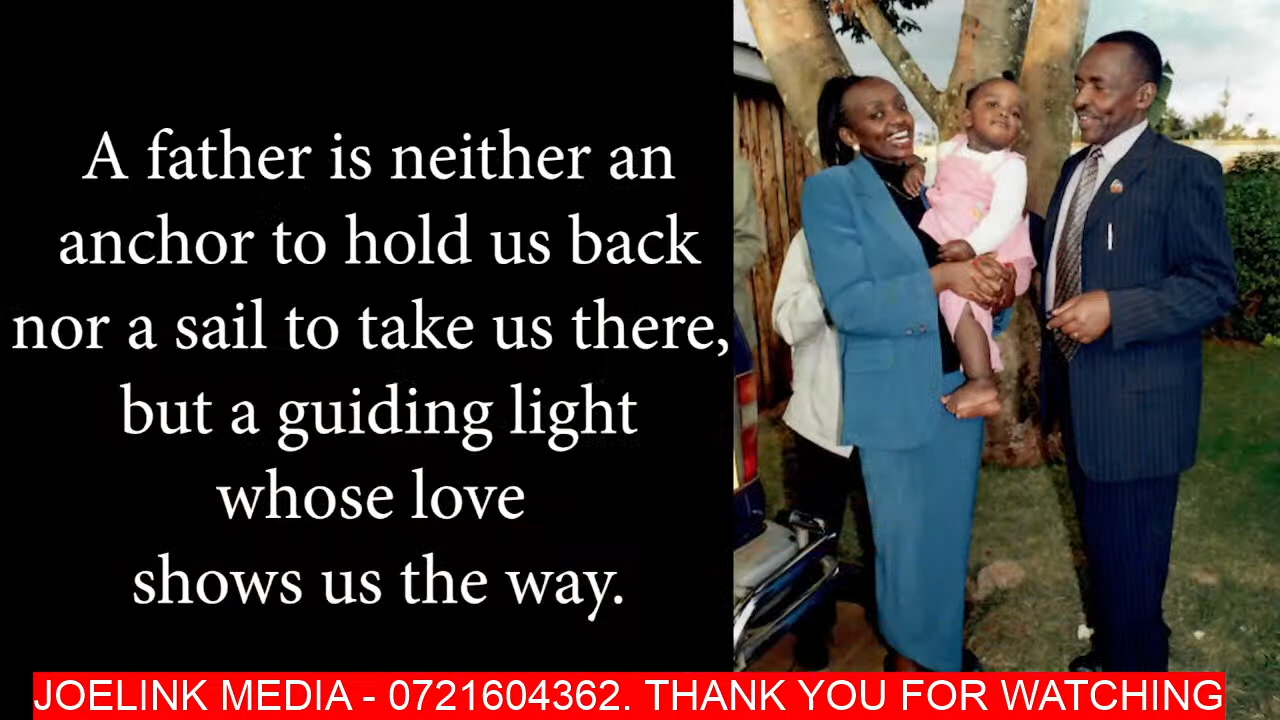 A father is neither an
anchor to hold us back
nor a sail to take us there,
but a guiding light
whose love
shows us the way.
JOELINK MEDIA - 0721604362. THANK YOU FOR WATCHING